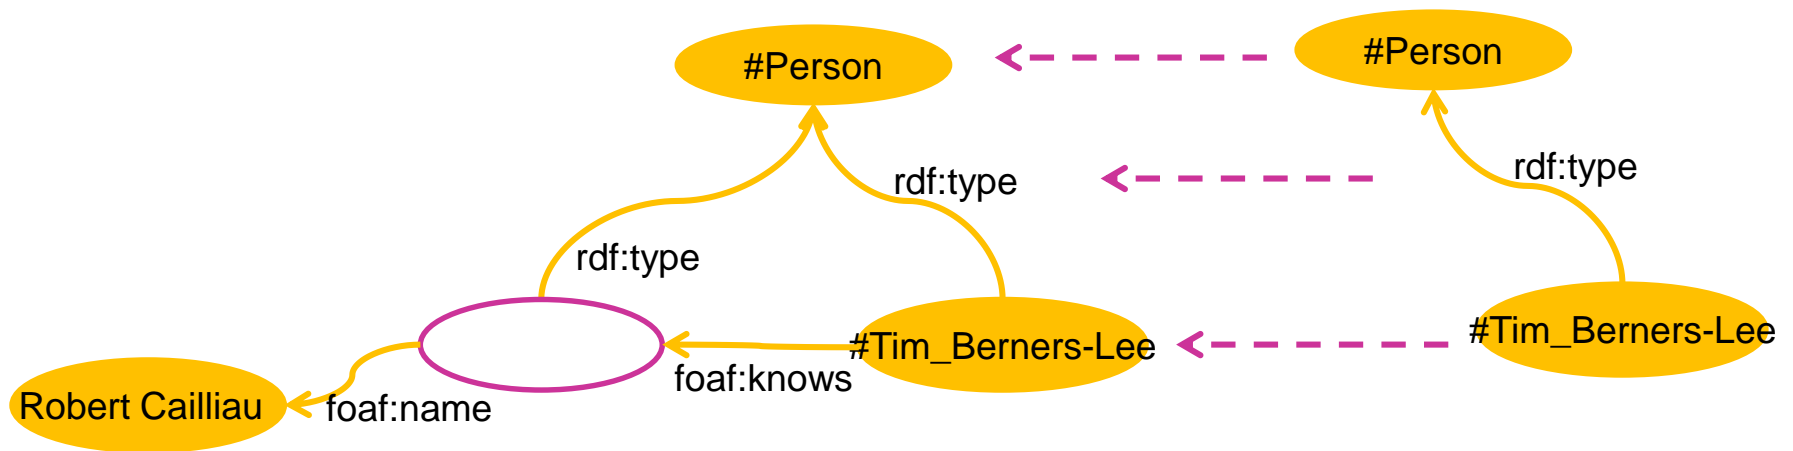 #Person
#Person
rdf:type
rdf:type
rdf:type
#Tim_Berners-Lee
#Tim_Berners-Lee
foaf:knows
Robert Cailliau
foaf:name